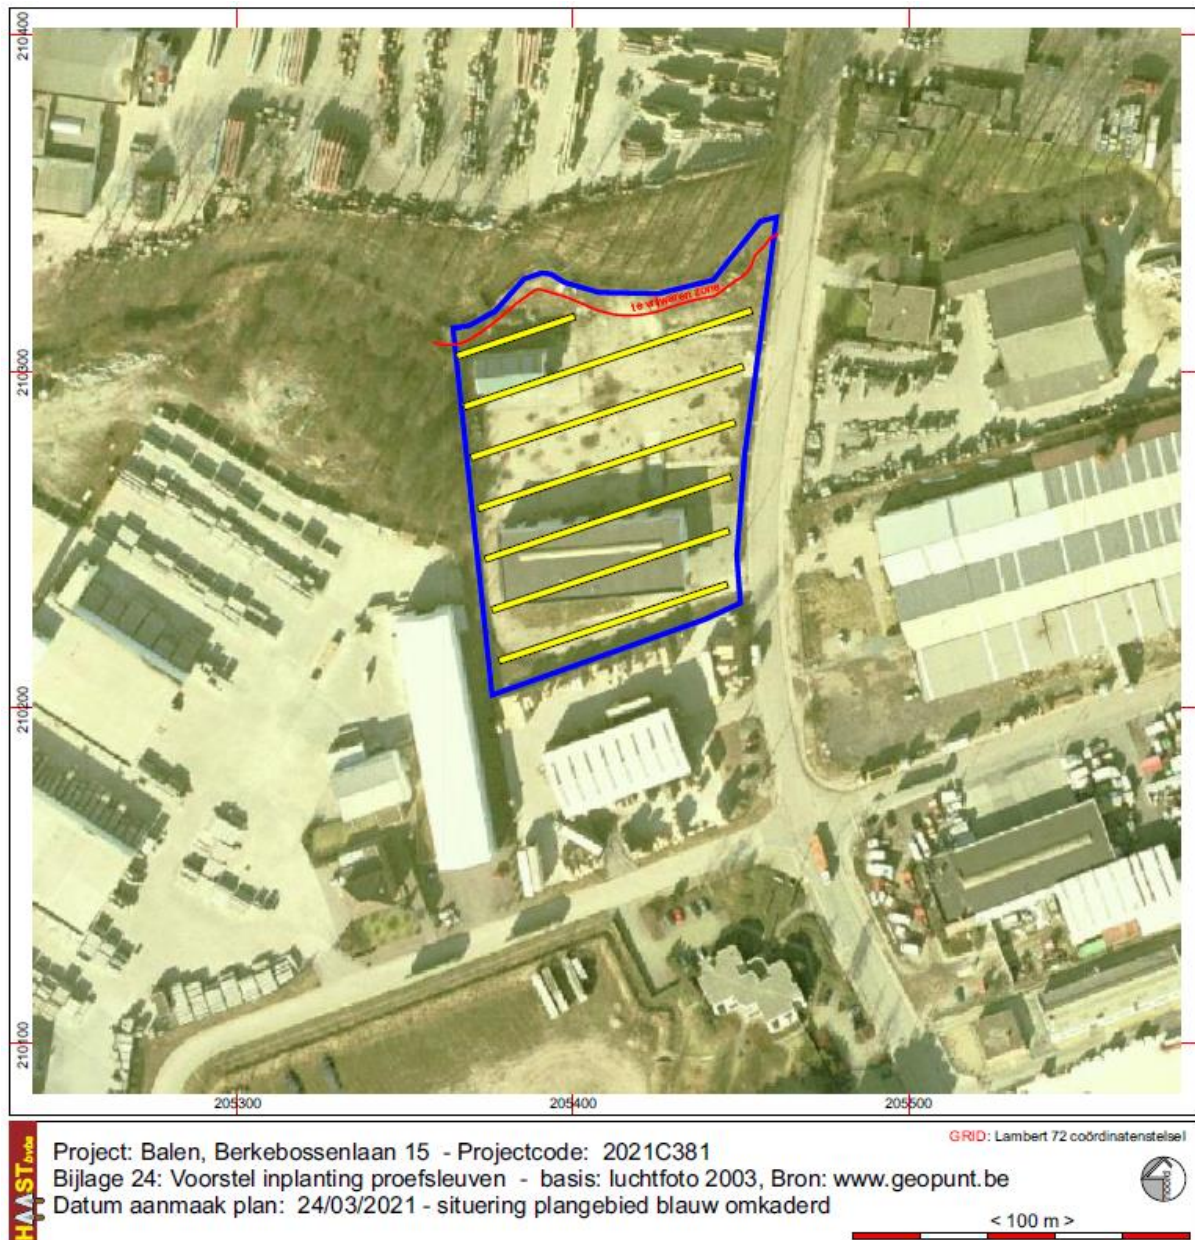 210400
te vrijwaren zone
210300
210200
210100
205300
205400
205500
GRID: Lambert 72 coördinatenstelsel
HAAST bvba
Project: Balen, Berkebossenlaan 15 - Projectcode: 2021C381
Bijlage 24: Voorstel inplanting proefsleuven - basis: luchtfoto 2003, Bron: www.geopunt.be
Datum aanmaak plan: 24/03/2021 - situering plangebied blauw omkaderd
noord
< 100 m >